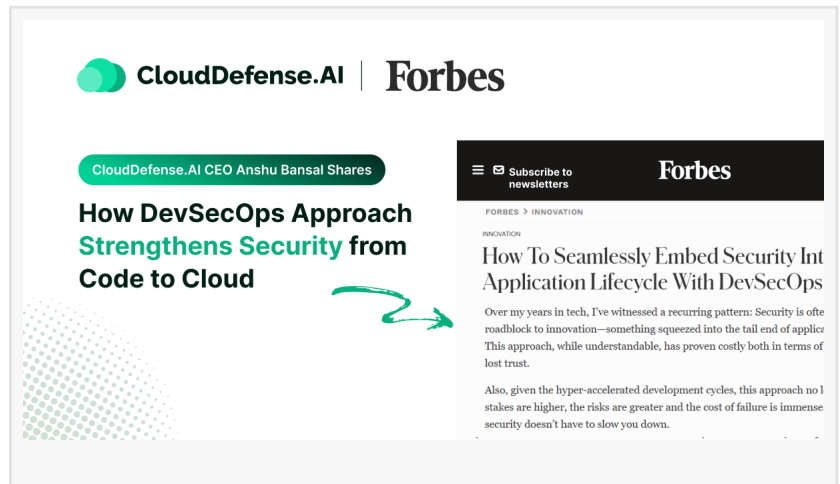 CloudDefense.AI | Forbes
CloudDefense.AI CEO Anshu Bansal Shares
How DevSecOps Approach
Strengthens Security from
Code to Cloud
Subscribe to
newsletters
Forbes
FORBES > INNOVATION
INNOVATION
How To Seamlessly Embed Security Int
Application Lifecycle With DevSecOps
Over my years in tech, I've witnessed a recurring pattern: Security is ofte
roadblock to innovation—something squeezed into the tail end of applica
This approach, while understandable, has proven costly both in terms of
lost trust.
Also, given the hyper-accelerated development cycles, this approach no l
stakes are higher, the risks are greater and the cost of failure is immense.
security doesn't have to slow you down.